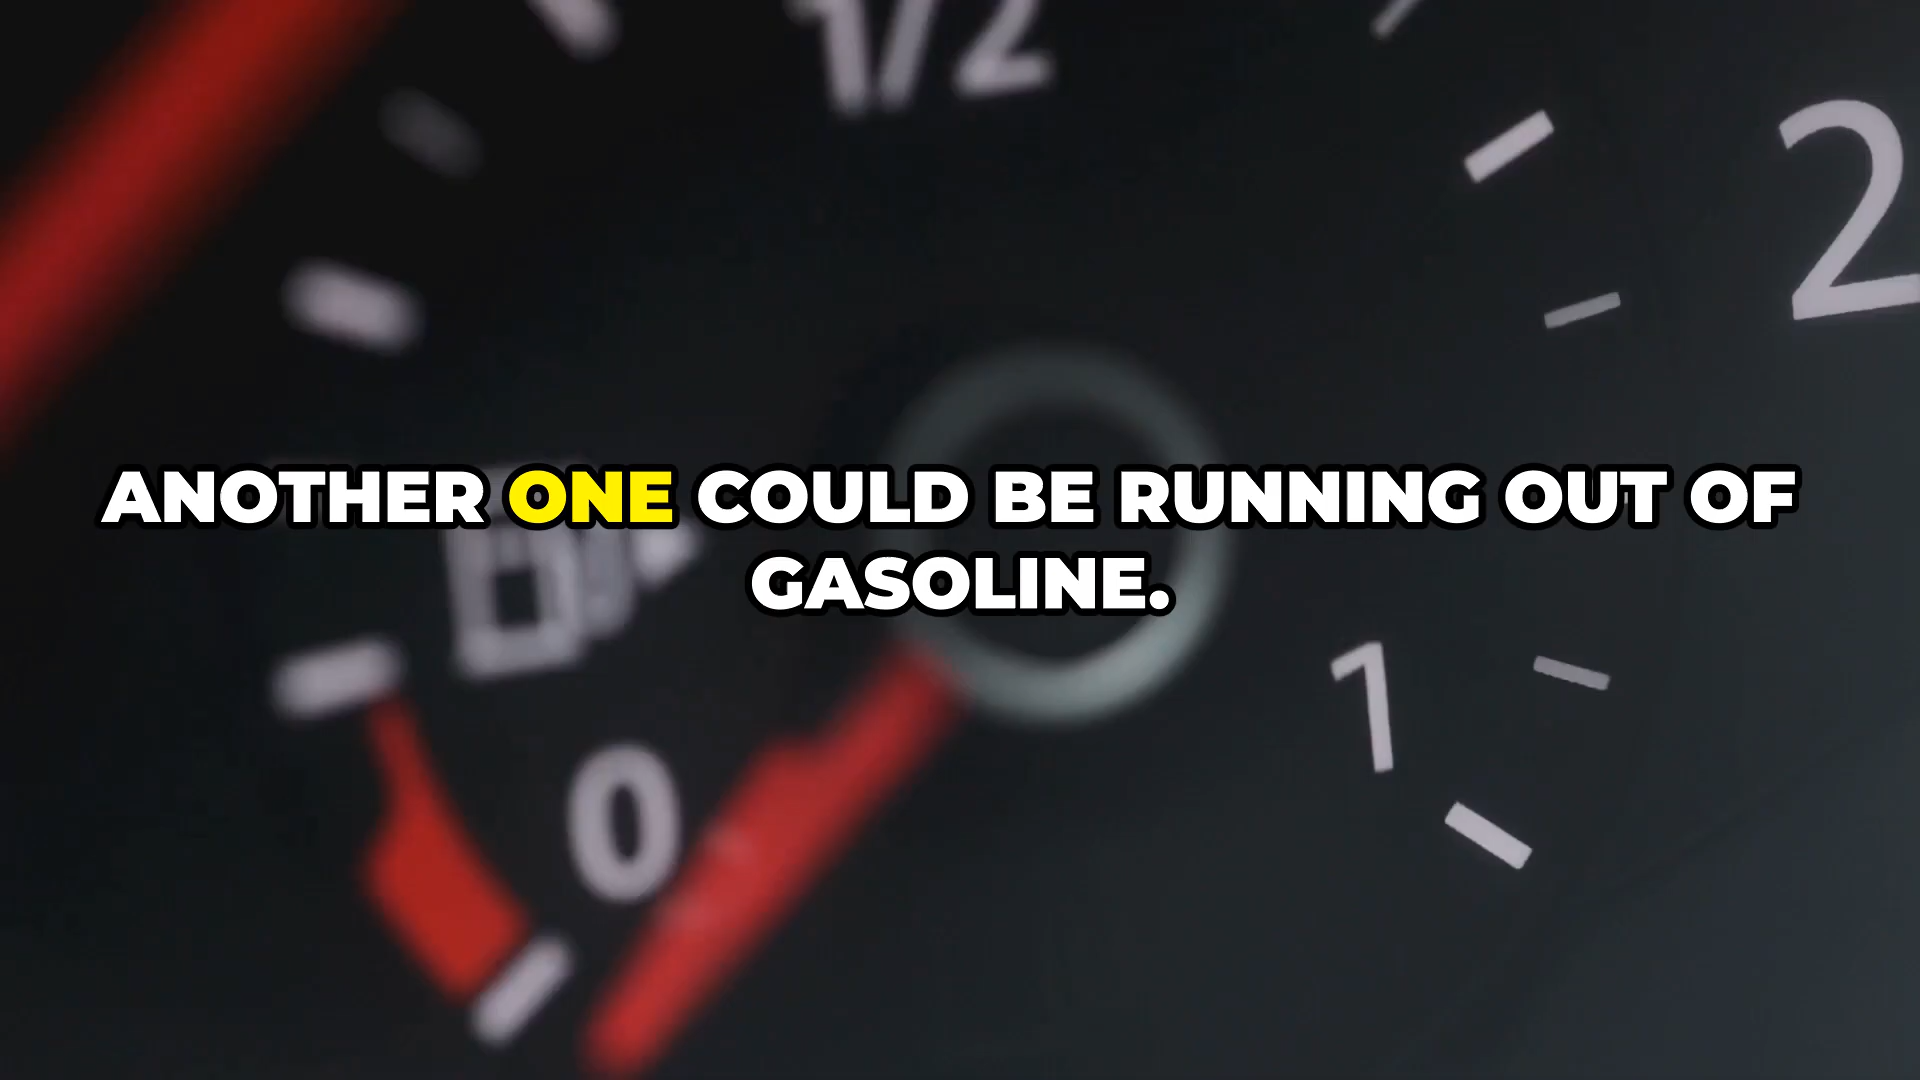 1/2
2
ANOTHER ONE COULD BE RUNNING OUT OF
GASOLINE.
1
0